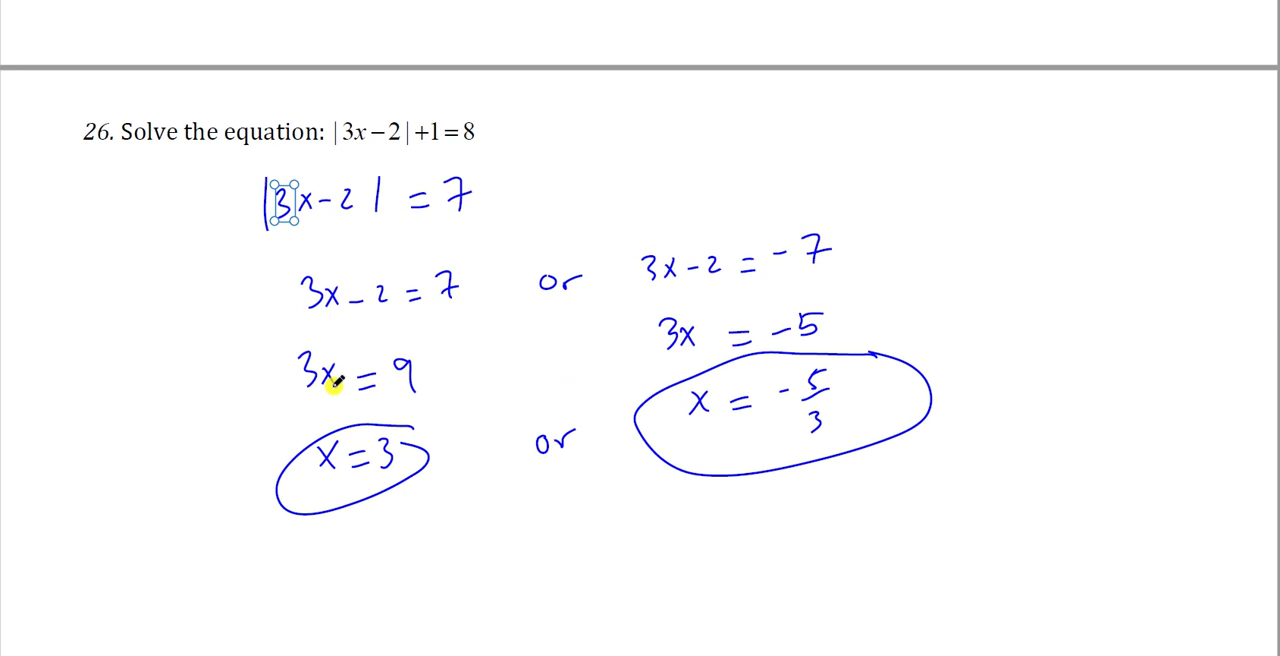 26. Solve the equation: |3x−2|+1=8
|3x-2| = 7
3x-2 = 7 or 3x-2 = -7
3x = -5
3x = 9
x = -5/3
x = 3 or